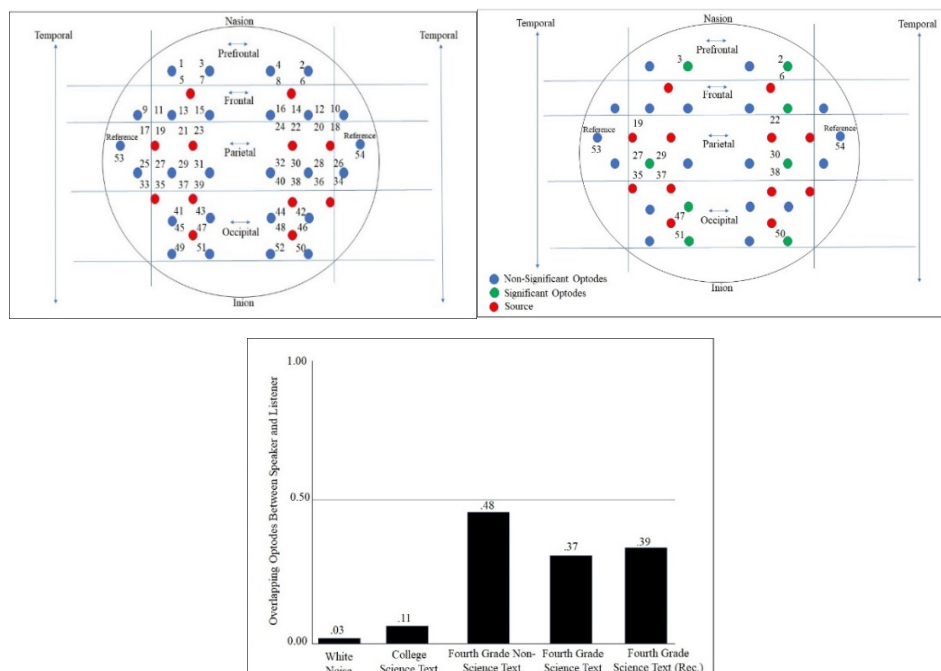 Nasion
Temporal
Temporal
Prefrontal
1 3 4 2
5 7 8 6
Frontal
9 11 13 15 16 14 12 10
17 19 21 23 24 22 20 18
Reference
Reference
Parietal
53
54
25 27 29 31 32 30 28 26
33 35 37 39 40 38 36 34
41 43 44 42
Occipital
45 47 48 46
49 51 52 50
Inion
Nasion
Temporal
Temporal
Prefrontal
3 2
6
Frontal
22
19
Reference
Reference
Parietal
53
54
27 29 30
35 37 38
Occipital
47
51 50
Non-Significant Optodes
Significant Optodes
Source
Inion
Overlapping Optodes Between Speaker and Listener
1.00
0.50
0.00
.03
.11
.48
.37
.39
White
Noise
College
Science Text
Fourth Grade Non-
Science Text
Fourth Grade
Science Text
Fourth Grade
Science Text (Rec.)